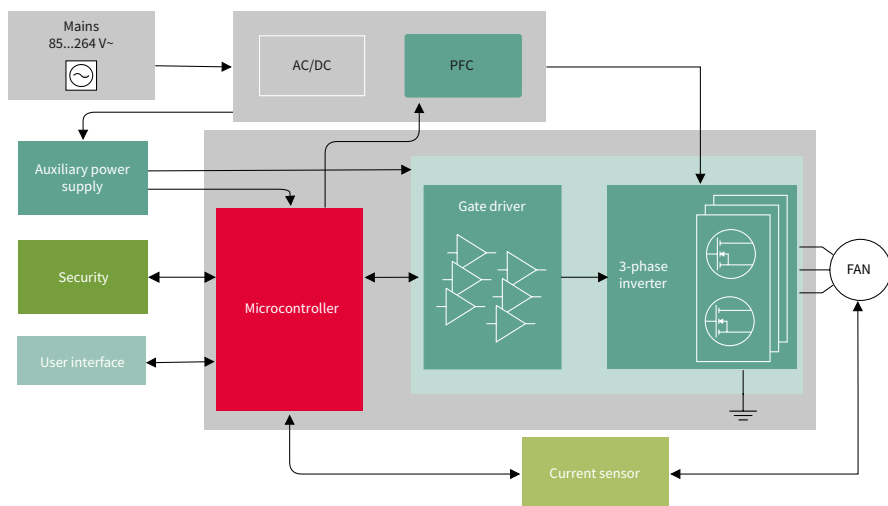 Mains
85...264 V~
AC/DC
PFC
Auxiliary power
supply
Gate driver
Security
Microcontroller
3-phase
inverter
FAN
User interface
Current sensor